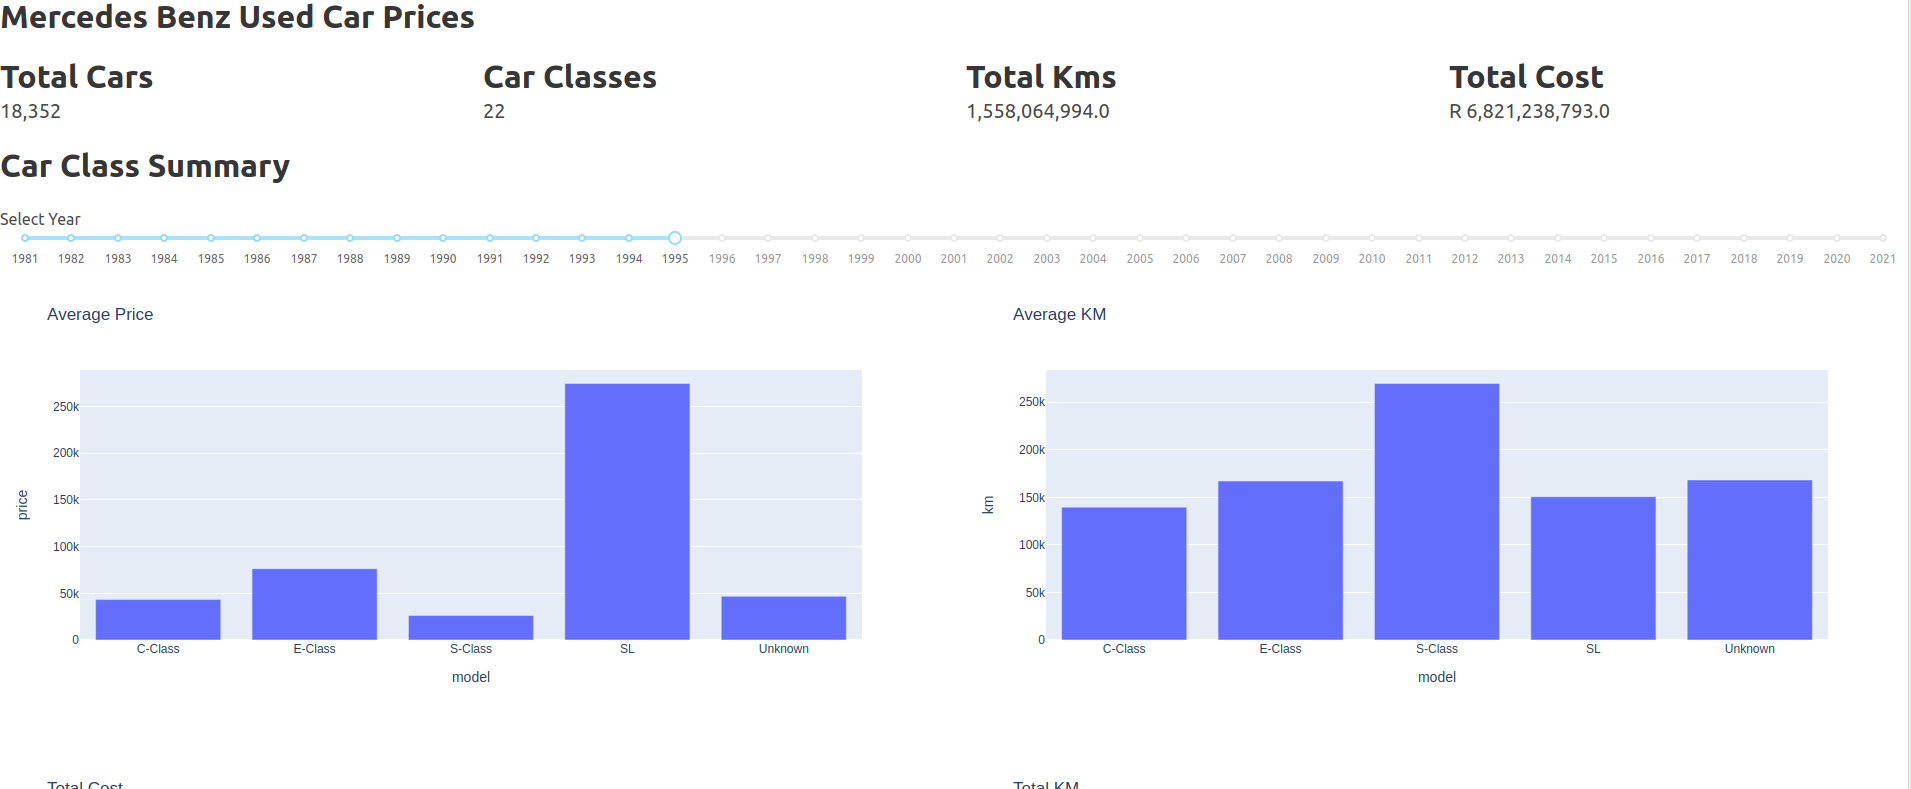 Mercedes Benz Used Car Prices
Total Cars
18,352
Car Classes
22
Total Kms
1,558,064,994.0
Total Cost
R 6,821,238,793.0
Car Class Summary
Select Year
1981 1982 1983 1984 1985 1986 1987 1988 1989 1990 1991 1992 1993 1994 1995 1996 1997 1998 1999 2000 2001 2002 2003 2004 2005 2006 2007 2008 2009 2010 2011 2012 2013 2014 2015 2016 2017 2018 2019 2020 2021
Average Price
250k
200k
150k
100k
50k
0
price
C-Class E-Class S-Class SL Unknown
model
Average KM
250k
200k
150k
100k
50k
0
km
C-Class E-Class S-Class SL Unknown
model
Total Cost
Total KM